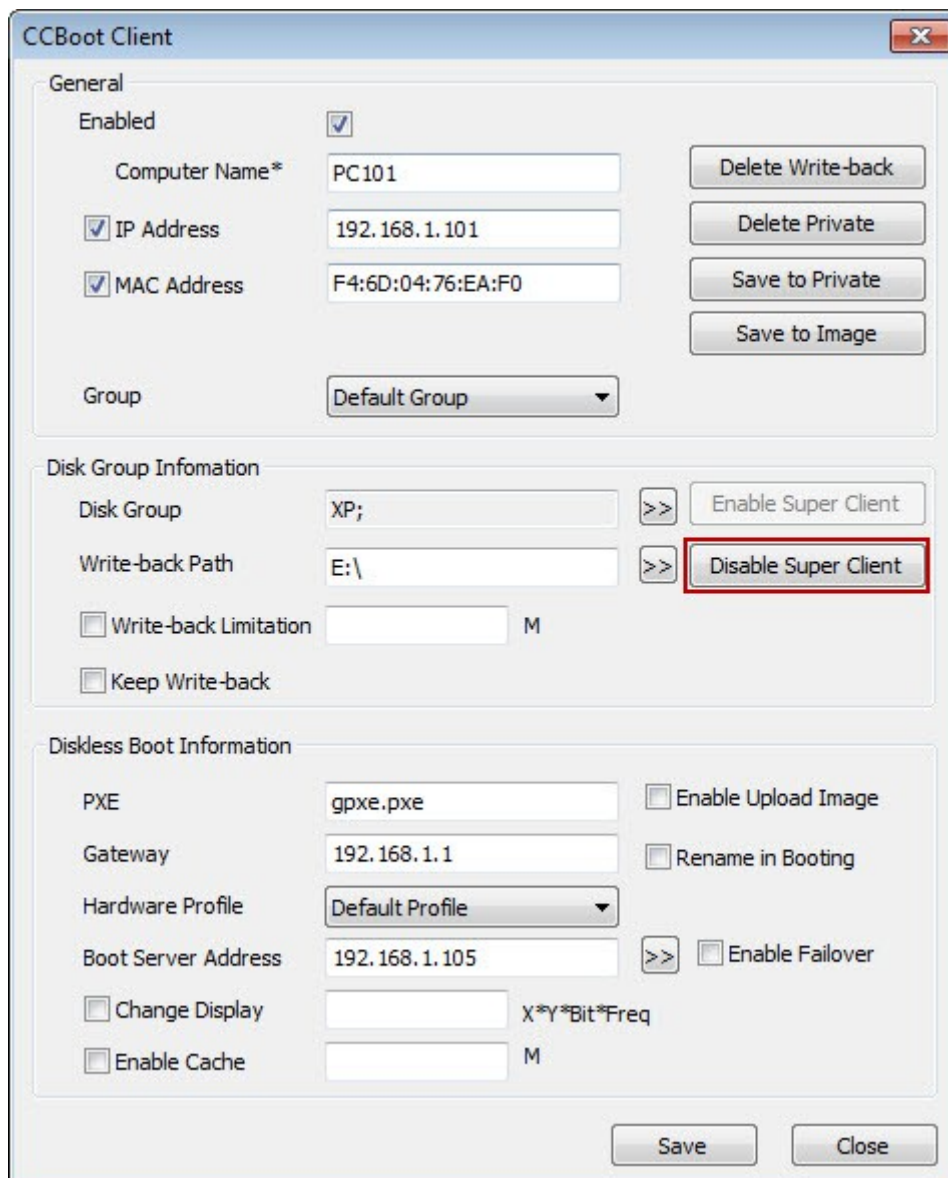 CCBoot Client
General
Enabled
Computer Name* PC101 Delete Write-back
IP Address 192.168.1.101 Delete Private
MAC Address F4:6D:04:76:EA:F0 Save to Private
Save to Image
Group Default Group
Disk Group Infomation
Disk Group XP; >> Enable Super Client
Write-back Path E:\ >> Disable Super Client
Write-back Limitation M
Keep Write-back
Diskless Boot Information
PXE gpxe.pxe Enable Upload Image
Gateway 192.168.1.1 Rename in Booting
Hardware Profile Default Profile
Boot Server Address 192.168.1.105 >> Enable Failover
Change Display X*Y*Bit*Freq
Enable Cache M
Save Close